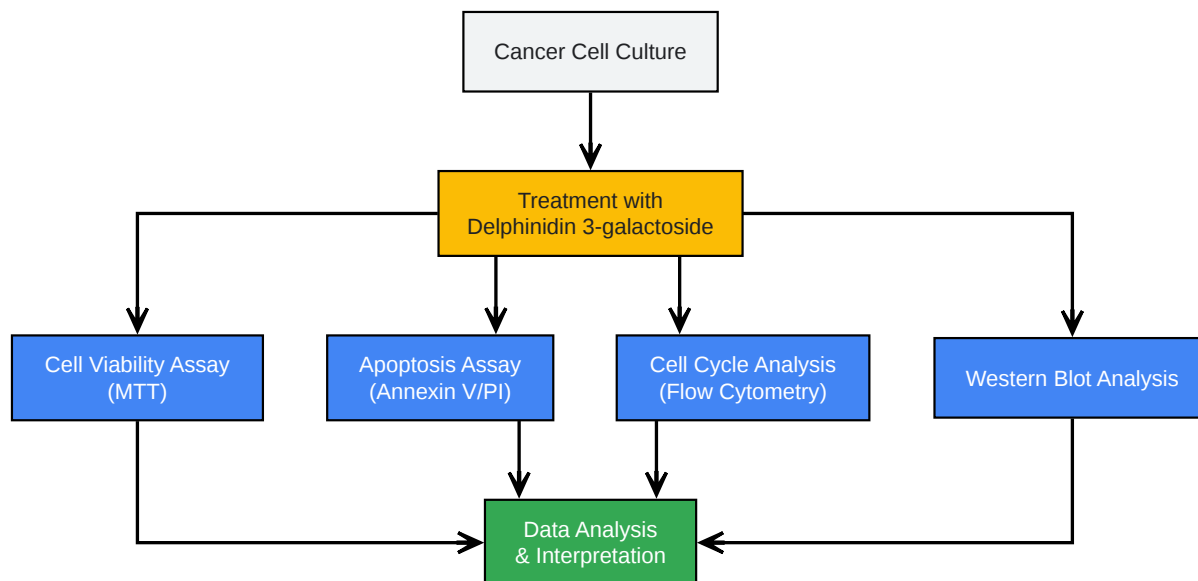 Cancer Cell Culture
Treatment with
Delphinidin 3-galactoside
Cell Viability Assay
(MTT)
Apoptosis Assay
(Annexin V/PI)
Cell Cycle Analysis
(Flow Cytometry)
Western Blot Analysis
Data Analysis
& Interpretation